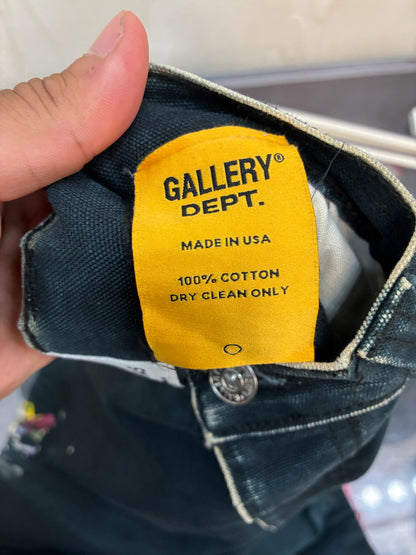 GALLERY®
DEPT.
MADE IN USA
100% COTTON
DRY CLEAN ONLY